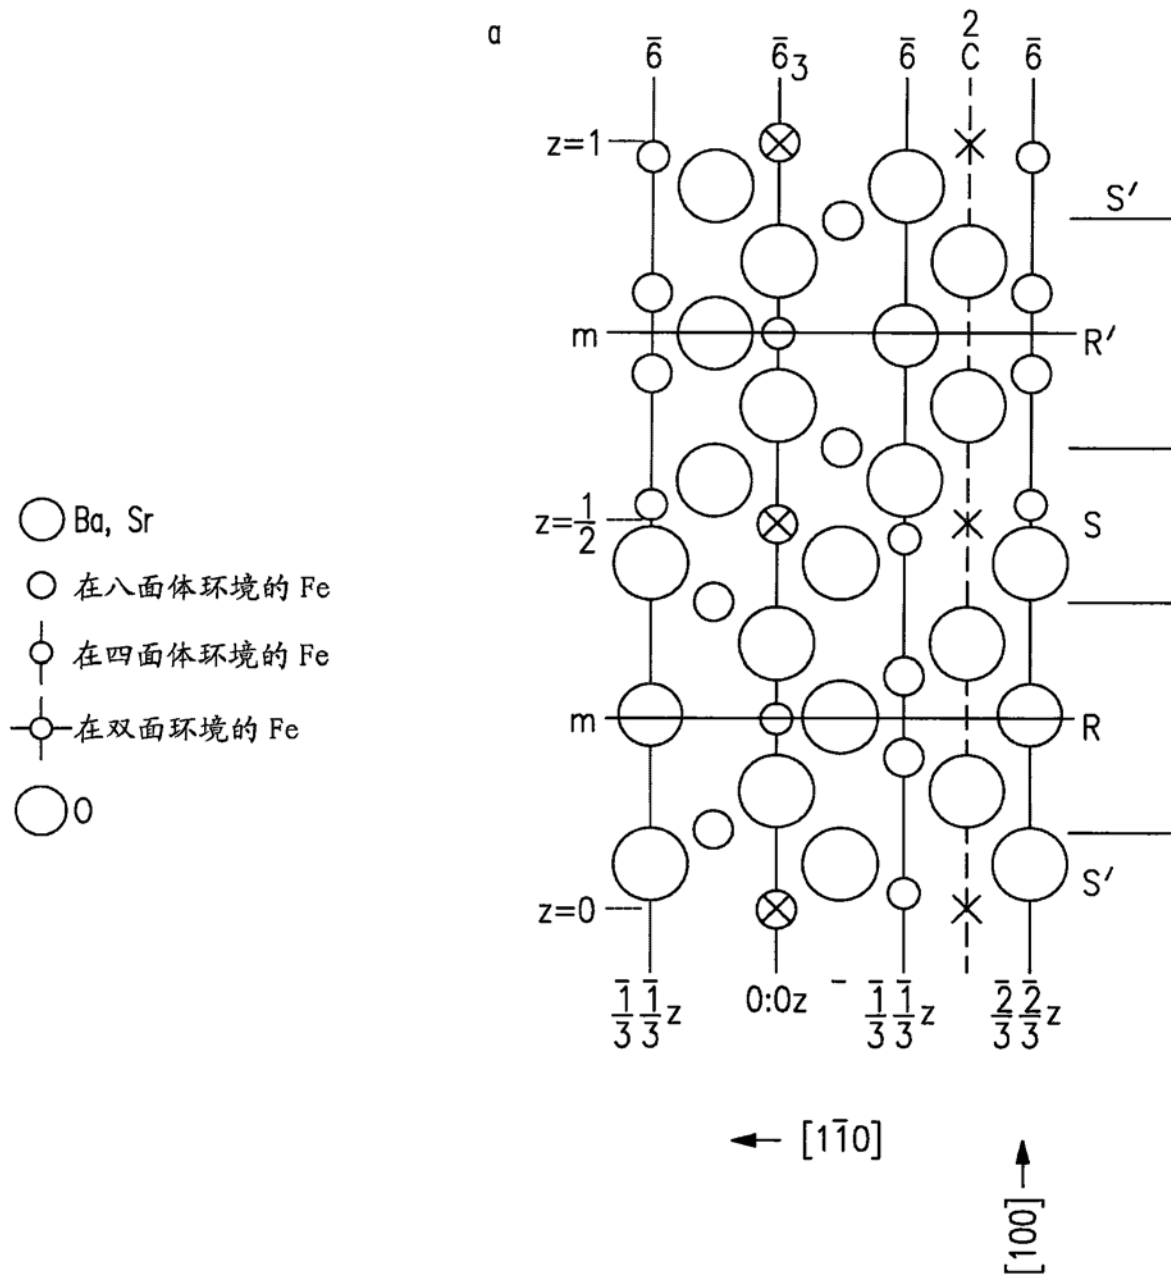 a
6̅ 6̅₃ 6̅ 2 C 6̅
z=1
S′
m R′
z=1/2
S
m R
z=0
S′
1̅/3 1̅/3 z 0:0z - 1̅/3 1̅/3 z 2̅/3 2̅/3 z
Ba, Sr
在八面体环境的 Fe
在四面体环境的 Fe
在双面环境的 Fe
O
[11̅0]
[100]